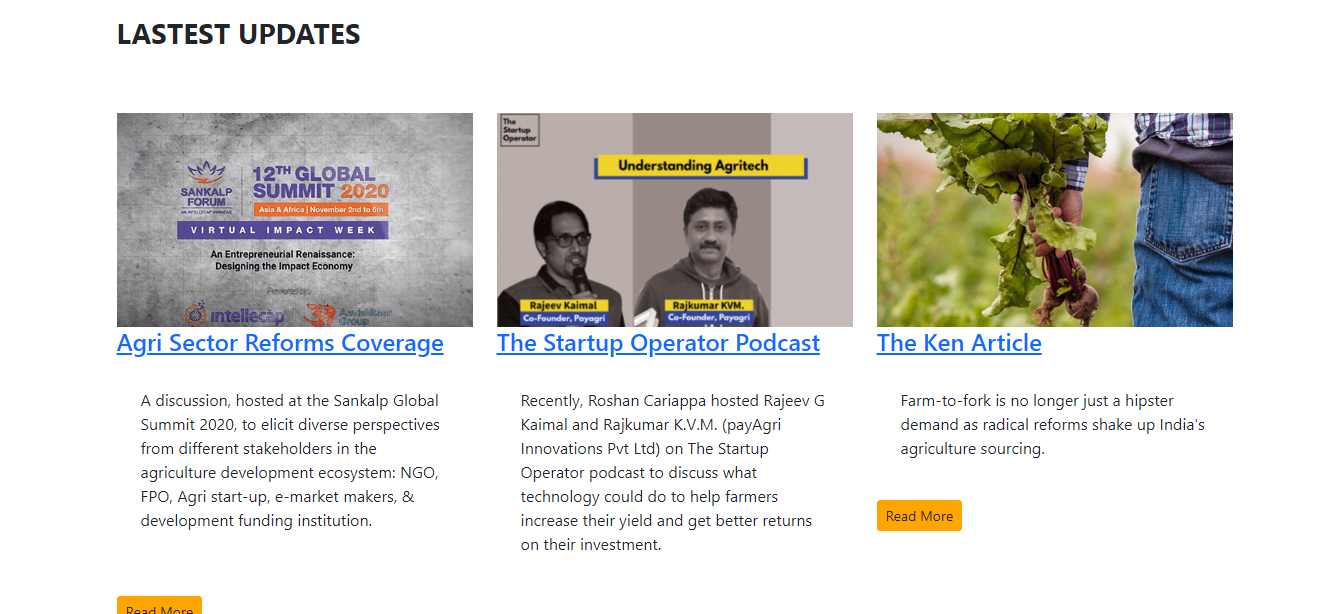 LASTEST UPDATES
SANKALP
FORUM
AN INTELLECAP INITIATIVE
12TH GLOBAL
SUMMIT 2020
Asia & Africa | November 2nd to 6th
VIRTUAL IMPACT WEEK
An Entrepreneurial Renaissance:
Designing the Impact Economy
Powered by
intellecap
Aavishkaar
Group
Agri Sector Reforms Coverage
A discussion, hosted at the Sankalp Global
Summit 2020, to elicit diverse perspectives
from different stakeholders in the
agriculture development ecosystem: NGO,
FPO, Agri start-up, e-market makers, &
development funding institution.
Read More
The
Startup
Operator
Understanding Agritech
Rajeev Kaimal
Co-Founder, Payagri
Rajkumar KVM.
Co-Founder, Payagri
The Startup Operator Podcast
Recently, Roshan Cariappa hosted Rajeev G
Kaimal and Rajkumar K.V.M. (payAgri
Innovations Pvt Ltd) on The Startup
Operator podcast to discuss what
technology could do to help farmers
increase their yield and get better returns
on their investment.
The Ken Article
Farm-to-fork is no longer just a hipster
demand as radical reforms shake up India's
agriculture sourcing.
Read More